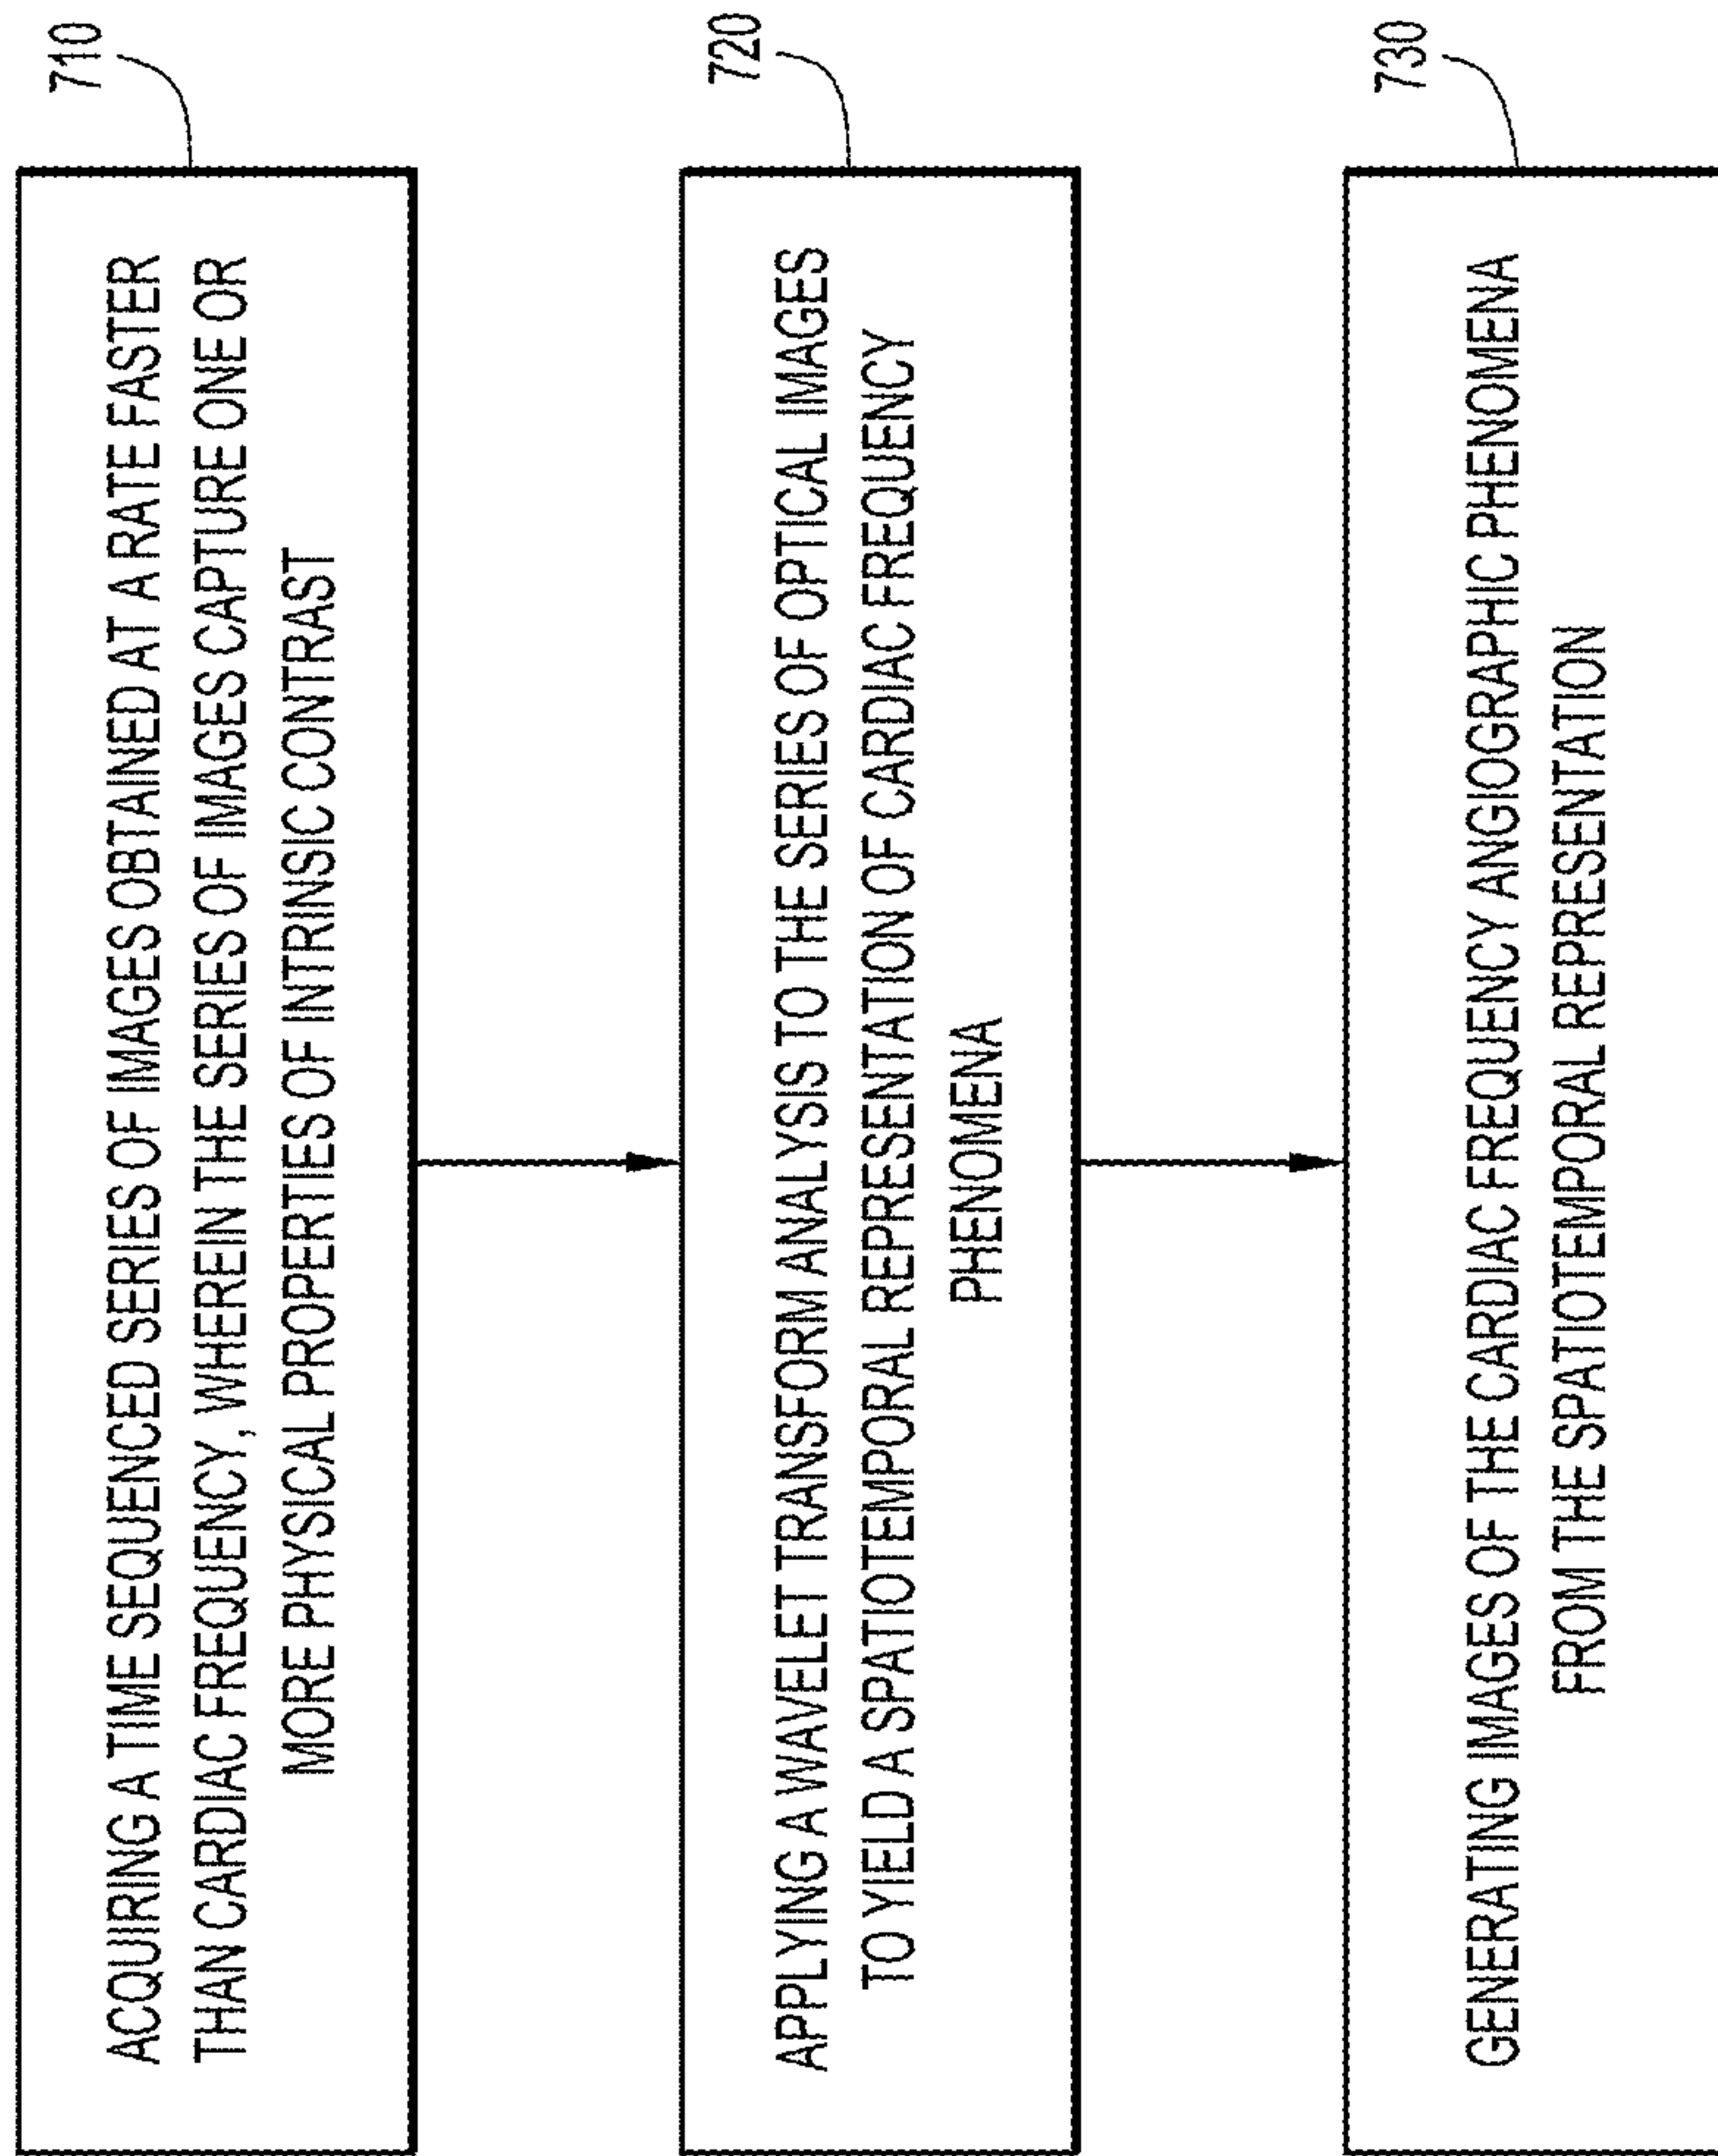 710
ACQUIRING A TIME SEQUENCED SERIES OF IMAGES OBTAINED AT A RATE FASTER
THAN CARDIAC FREQUENCY, WHEREIN THE SERIES OF IMAGES CAPTURE ONE OR
MORE PHYSICAL PROPERTIES OF INTRINSIC CONTRAST
720
APPLYING A WAVELET TRANSFORM ANALYSIS TO THE SERIES OF OPTICAL IMAGES
TO YIELD A SPATIOTEMPORAL REPRESENTATION OF CARDIAC FREQUENCY
PHENOMENA
730
GENERATING IMAGES OF THE CARDIAC FREQUENCY ANGIOGRAPHIC PHENOMENA
FROM THE SPATIOTEMPORAL REPRESENTATION